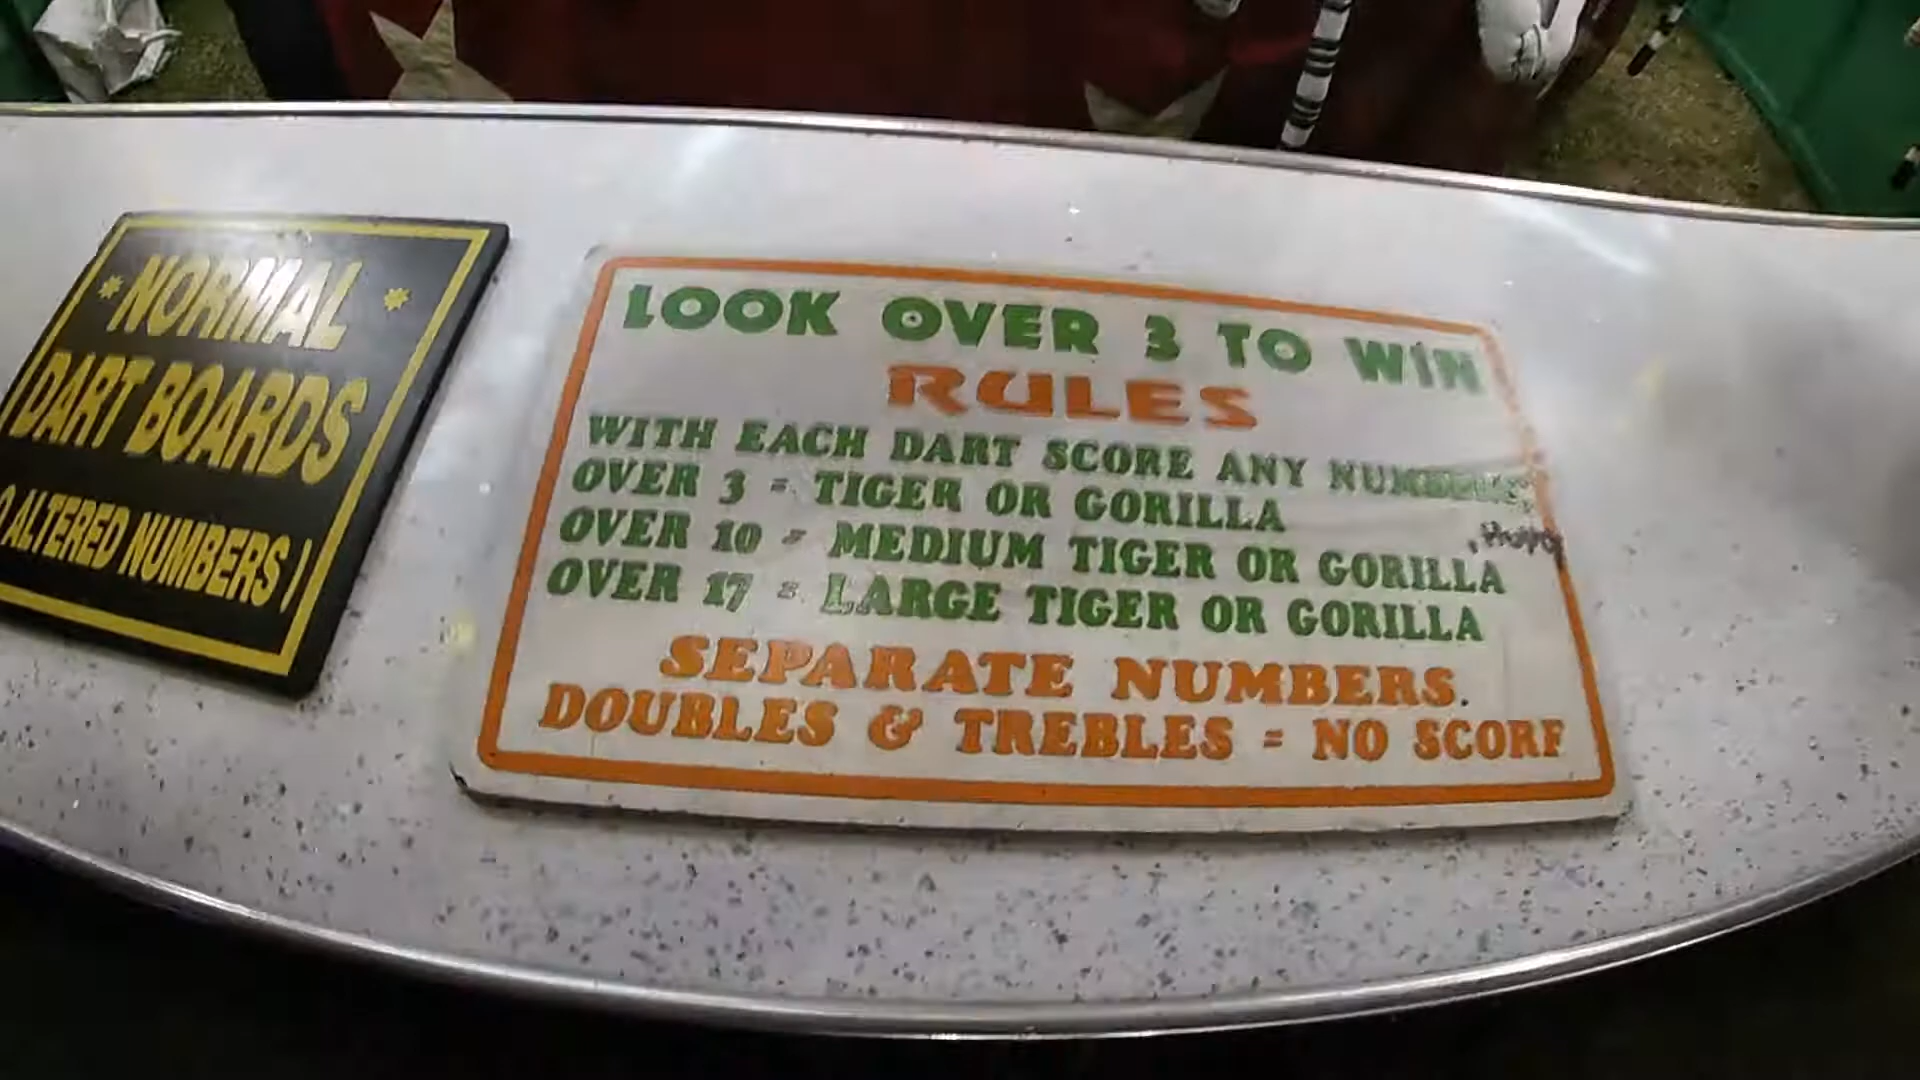 NORMAL
DART BOARDS
ALTERED NUMBERS
LOOK OVER 3 TO WIN
RULES
WITH EACH DART SCORE ANY
OVER 3 = TIGER OR GORILLA
OVER 10 = MEDIUM TIGER OR GORILLA
OVER 17 = LARGE TIGER OR GORILLA
SEPARATE NUMBERS.
DOUBLES & TREBLES = NO SCORE